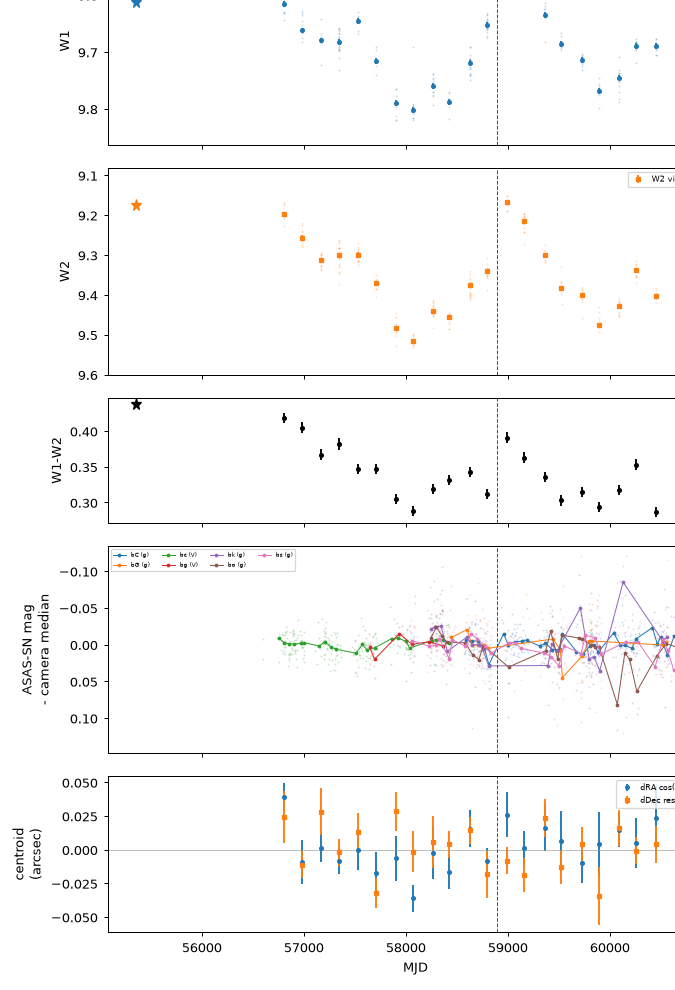 W1
9.7
9.8
9.1
W2 vi
9.2
9.3
W2
9.4
9.5
9.6
0.40
W1-W2
0.35
0.30
bC (g) bc (V) bk (g) bs (g)
bG (g) bg (V) bo (g)
−0.10
−0.05
0.00
0.05
0.10
ASAS-SN mag
- camera median
0.050
0.025
0.000
−0.025
−0.050
centroid
(arcsec)
dRA cos(
dDec res
56000 57000 58000 59000 60000
MJD